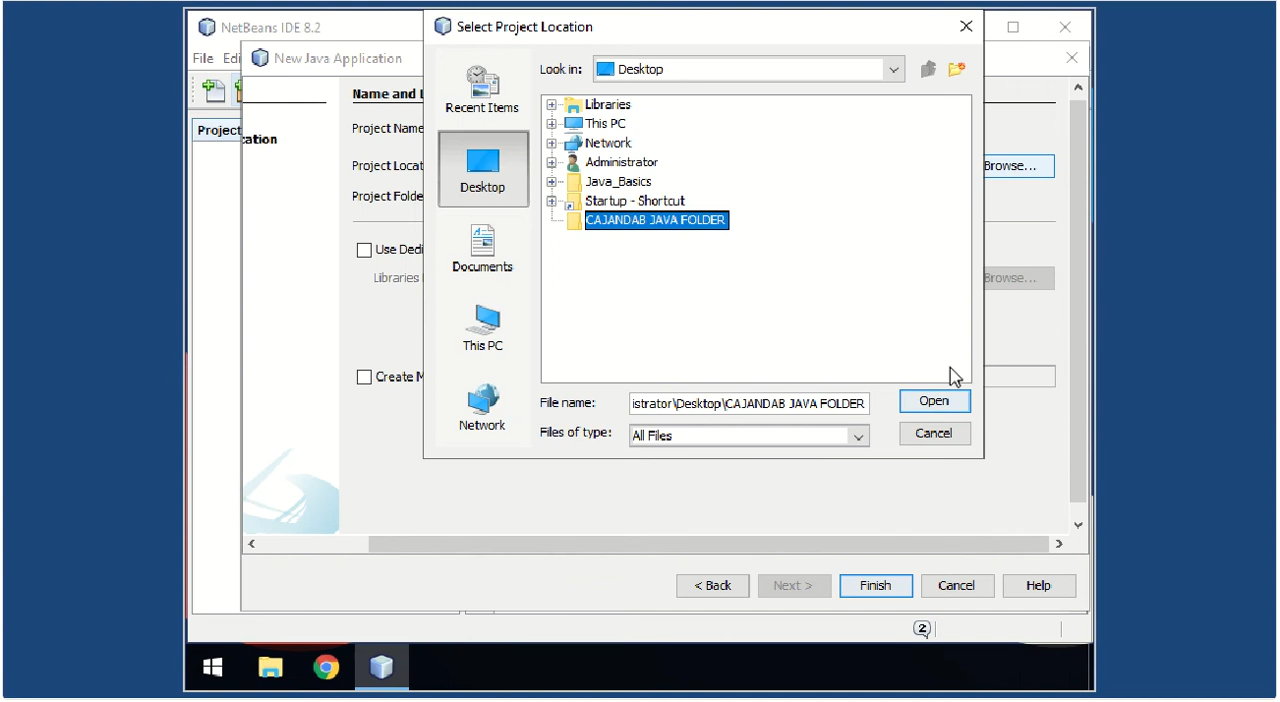 NetBeans IDE 8.2
Select Project Location
File Edi
New Java Application
Look in: Desktop
Name and L
Recent Items
Libraries
This PC
Project Name
Projec
cation
Network
Project Locat
Administrator
Browse...
Desktop
Java_Basics
Project Folde
Startup - Shortcut
CAJANDAB JAVA FOLDER
Use Dedi
Documents
Libraries
Browse...
This PC
Create M
File name: istrator\Desktop\CAJANDAB JAVA FOLDER Open
Network
Files of type: All Files Cancel
< Back Next > Finish Cancel Help
2